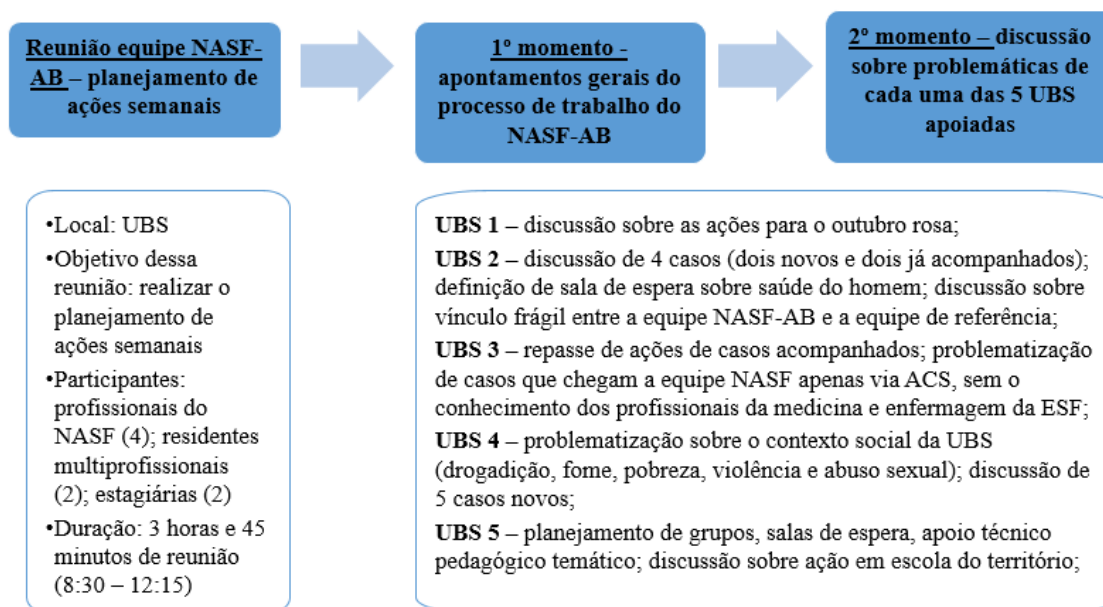 Reunião equipe NASF-
AB – planejamento de
ações semanais
1º momento -
apontamentos gerais do
processo de trabalho do
NASF-AB
2º momento – discussão
sobre problemáticas de
cada uma das 5 UBS
apoiadas
•Local: UBS
•Objetivo dessa
reunião: realizar o
planejamento de
ações semanais
•Participantes:
profissionais do
NASF (4); residentes
multiprofissionais
(2); estagiárias (2)
•Duração: 3 horas e 45
minutos de reunião
(8:30 – 12:15)
UBS 1 – discussão sobre as ações para o outubro rosa;
UBS 2 – discussão de 4 casos (dois novos e dois já acompanhados);
definição de sala de espera sobre saúde do homem; discussão sobre
vínculo frágil entre a equipe NASF-AB e a equipe de referência;
UBS 3 – repasse de ações de casos acompanhados; problematização
de casos que chegam a equipe NASF apenas via ACS, sem o
conhecimento dos profissionais da medicina e enfermagem da ESF;
UBS 4 – problematização sobre o contexto social da UBS
(drogadição, fome, pobreza, violência e abuso sexual); discussão de
5 casos novos;
UBS 5 – planejamento de grupos, salas de espera, apoio técnico
pedagógico temático; discussão sobre ação em escola do território;